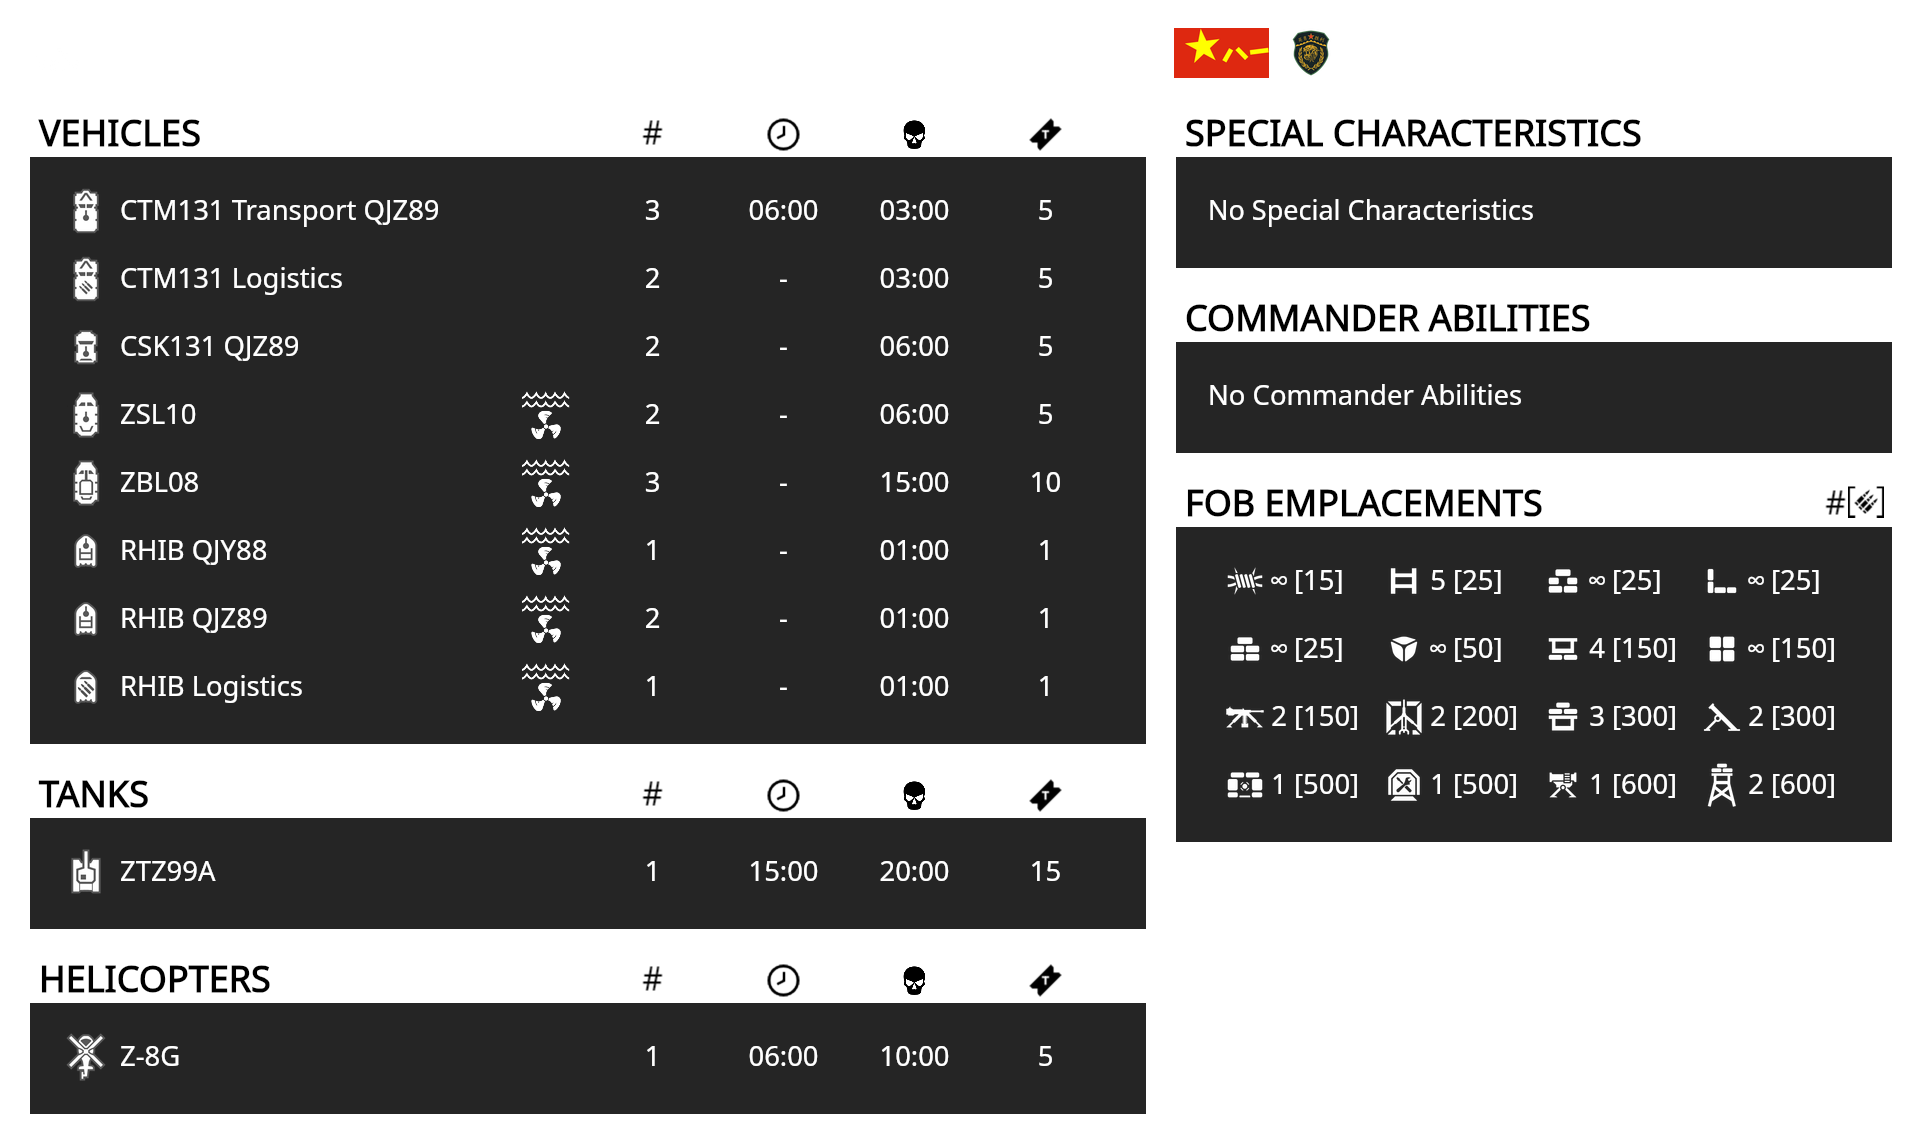 八一
VEHICLES #
CTM131 Transport QJZ89 3 06:00 03:00 5
CTM131 Logistics 2 - 03:00 5
CSK131 QJZ89 2 - 06:00 5
ZSL10 2 - 06:00 5
ZBL08 3 - 15:00 10
RHIB QJY88 1 - 01:00 1
RHIB QJZ89 2 - 01:00 1
RHIB Logistics 1 - 01:00 1
TANKS #
ZTZ99A 1 15:00 20:00 15
HELICOPTERS #
Z-8G 1 06:00 10:00 5
SPECIAL CHARACTERISTICS
No Special Characteristics
COMMANDER ABILITIES
No Commander Abilities
FOB EMPLACEMENTS #[]
∞ [15] 5 [25] ∞ [25] ∞ [25]
∞ [25] ∞ [50] 4 [150] ∞ [150]
2 [150] 2 [200] 3 [300] 2 [300]
1 [500] 1 [500] 1 [600] 2 [600]